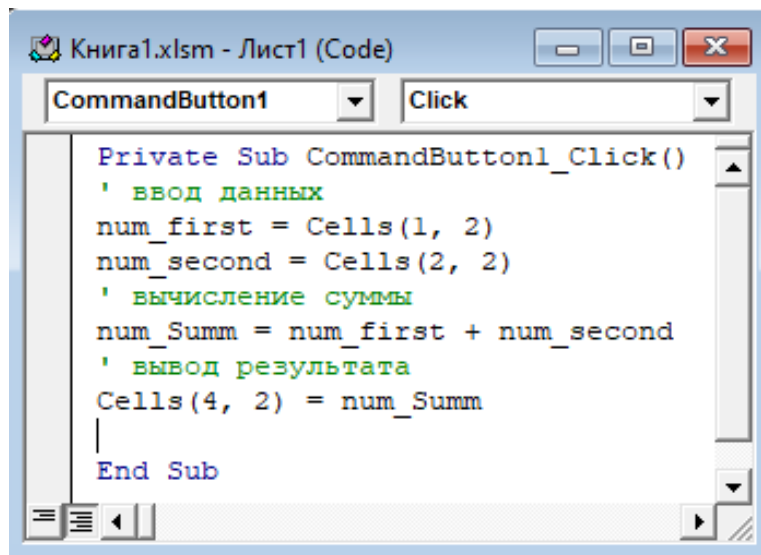 Книга1.xlsm - Лист1 (Code)
CommandButton1 Click
Private Sub CommandButton1_Click()
' ввод данных
num_first = Cells(1, 2)
num_second = Cells(2, 2)
' вычисление суммы
num_Summ = num_first + num_second
' вывод результата
Cells(4, 2) = num_Summ
End Sub